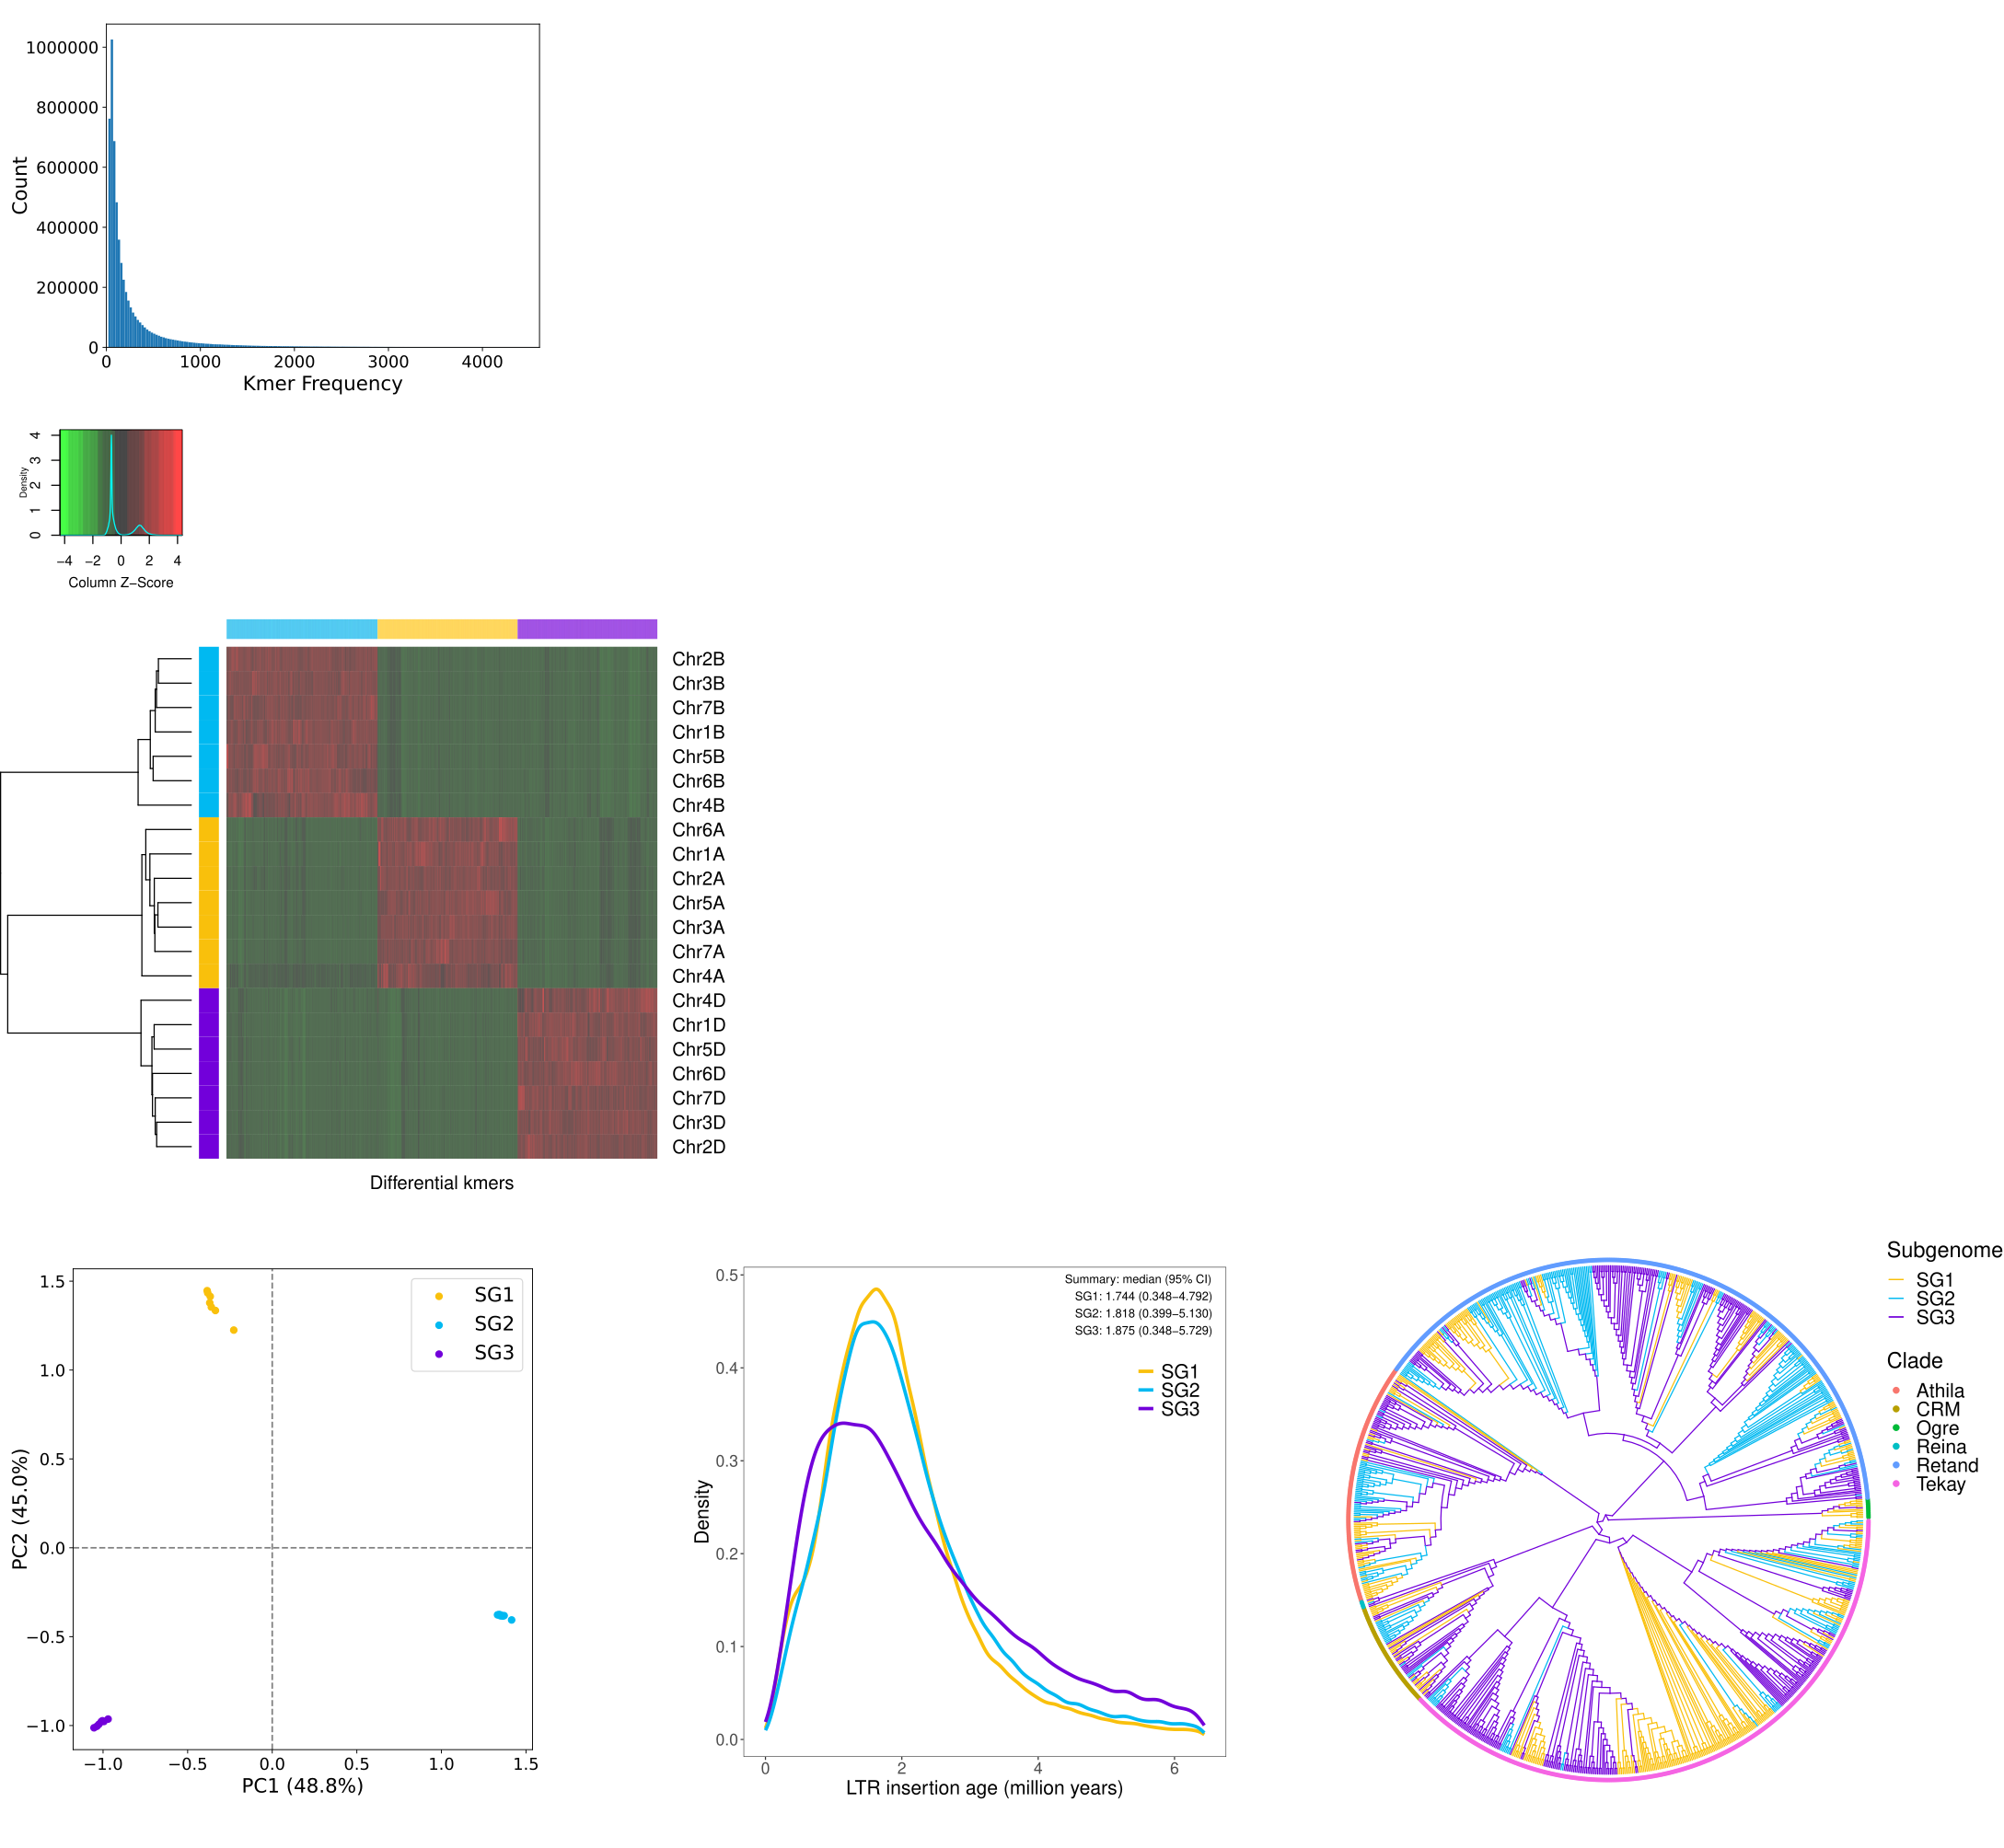 1000000
800000
600000
400000
200000
0
Count
0 1000 2000 3000 4000
Kmer Frequency
4
3
2
1
0
Density
−4 −2 0 2 4
Column Z−Score
Chr2B
Chr3B
Chr7B
Chr1B
Chr5B
Chr6B
Chr4B
Chr6A
Chr1A
Chr2A
Chr5A
Chr3A
Chr7A
Chr4A
Chr4D
Chr1D
Chr5D
Chr6D
Chr7D
Chr3D
Chr2D
Differential kmers
1.5
1.0
0.5
0.0
−0.5
−1.0
PC2 (45.0%)
SG1
SG2
SG3
−1.0 −0.5 0.0 0.5 1.0 1.5
PC1 (48.8%)
0.5
0.4
0.3
0.2
0.1
0.0
Density
Summary: median (95% CI)
SG1: 1.744 (0.348−4.792)
SG2: 1.818 (0.399−5.130)
SG3: 1.875 (0.348−5.729)
SG1
SG2
SG3
0 2 4 6
LTR insertion age (million years)
Subgenome
SG1
SG2
SG3
Clade
Athila
CRM
Ogre
Reina
Retand
Tekay